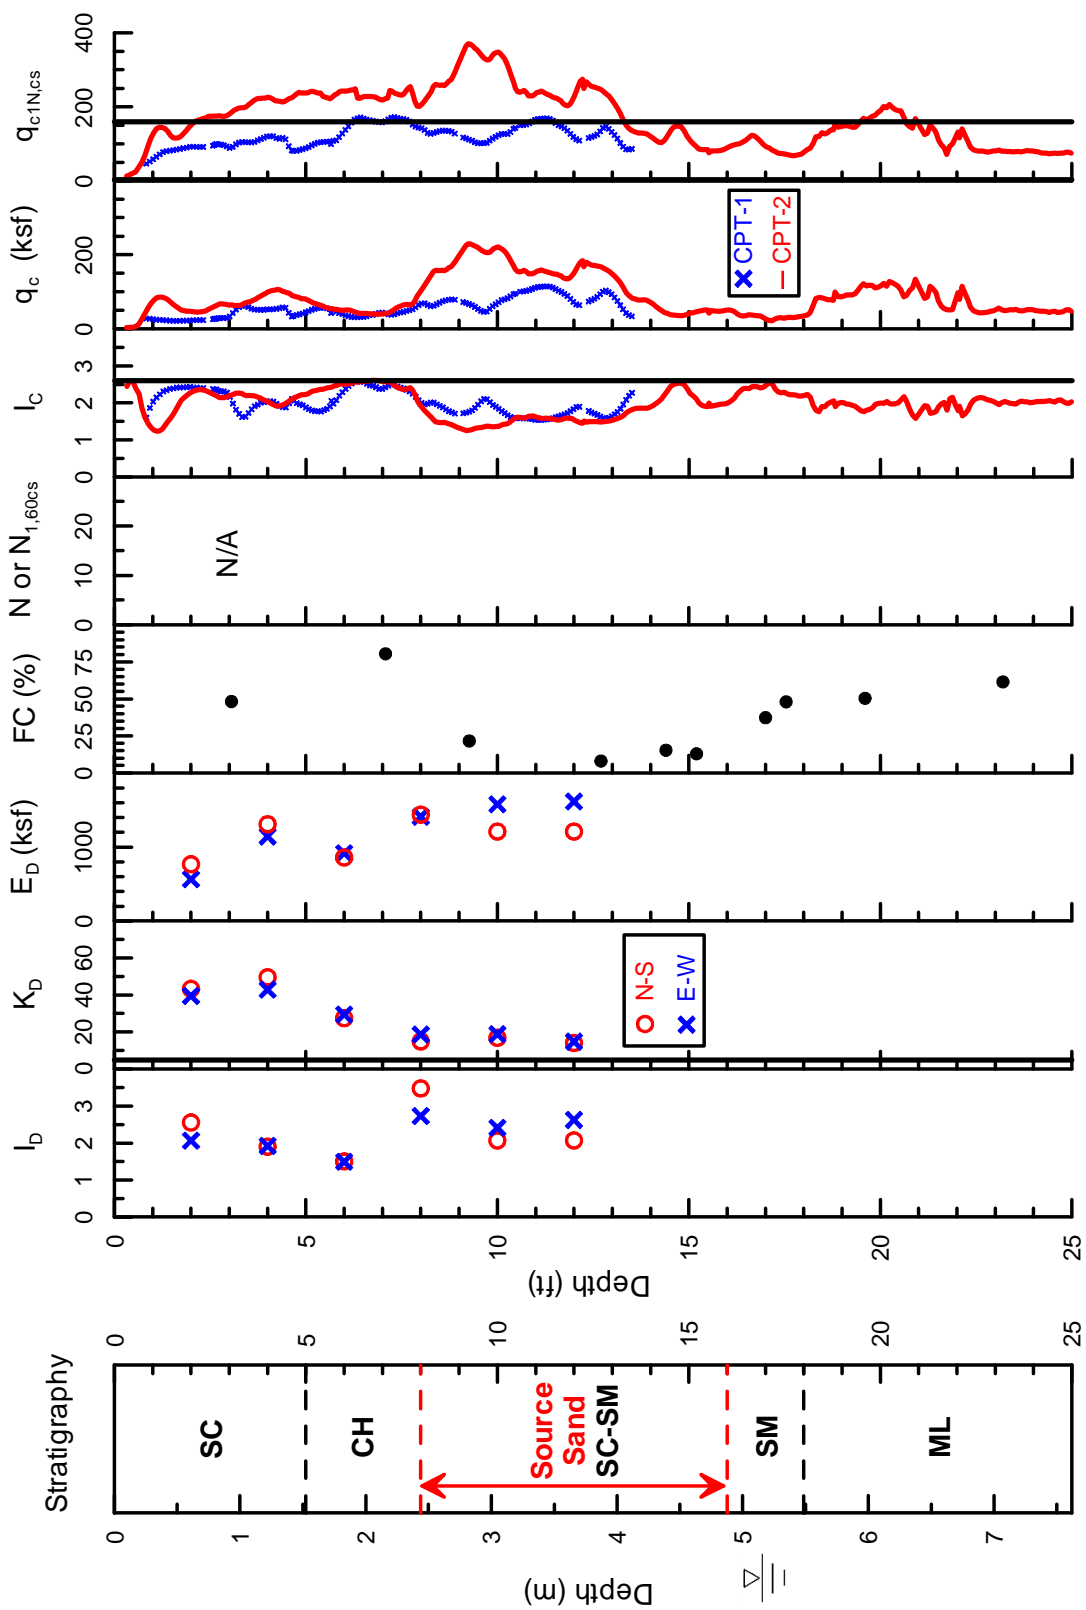 Stratigraphy
Depth (m)
0
1
2
3
4
5
6
7
SC
CH
Source
Sand
SC-SM
SM
ML
0
5
10
15
20
25
Depth (ft)
0
5
10
15
20
25
I_D
0 1 2 3
K_D
0 20 40 60
N-S
E-W
E_D (ksf)
0 1000
FC (%)
0 25 50 75
N or N_1,60cs
0 10 20
N/A
I_C
0 1 2 3
q_c (ksf)
0 200
CPT-1
CPT-2
q_c1N,cs
0 200 400